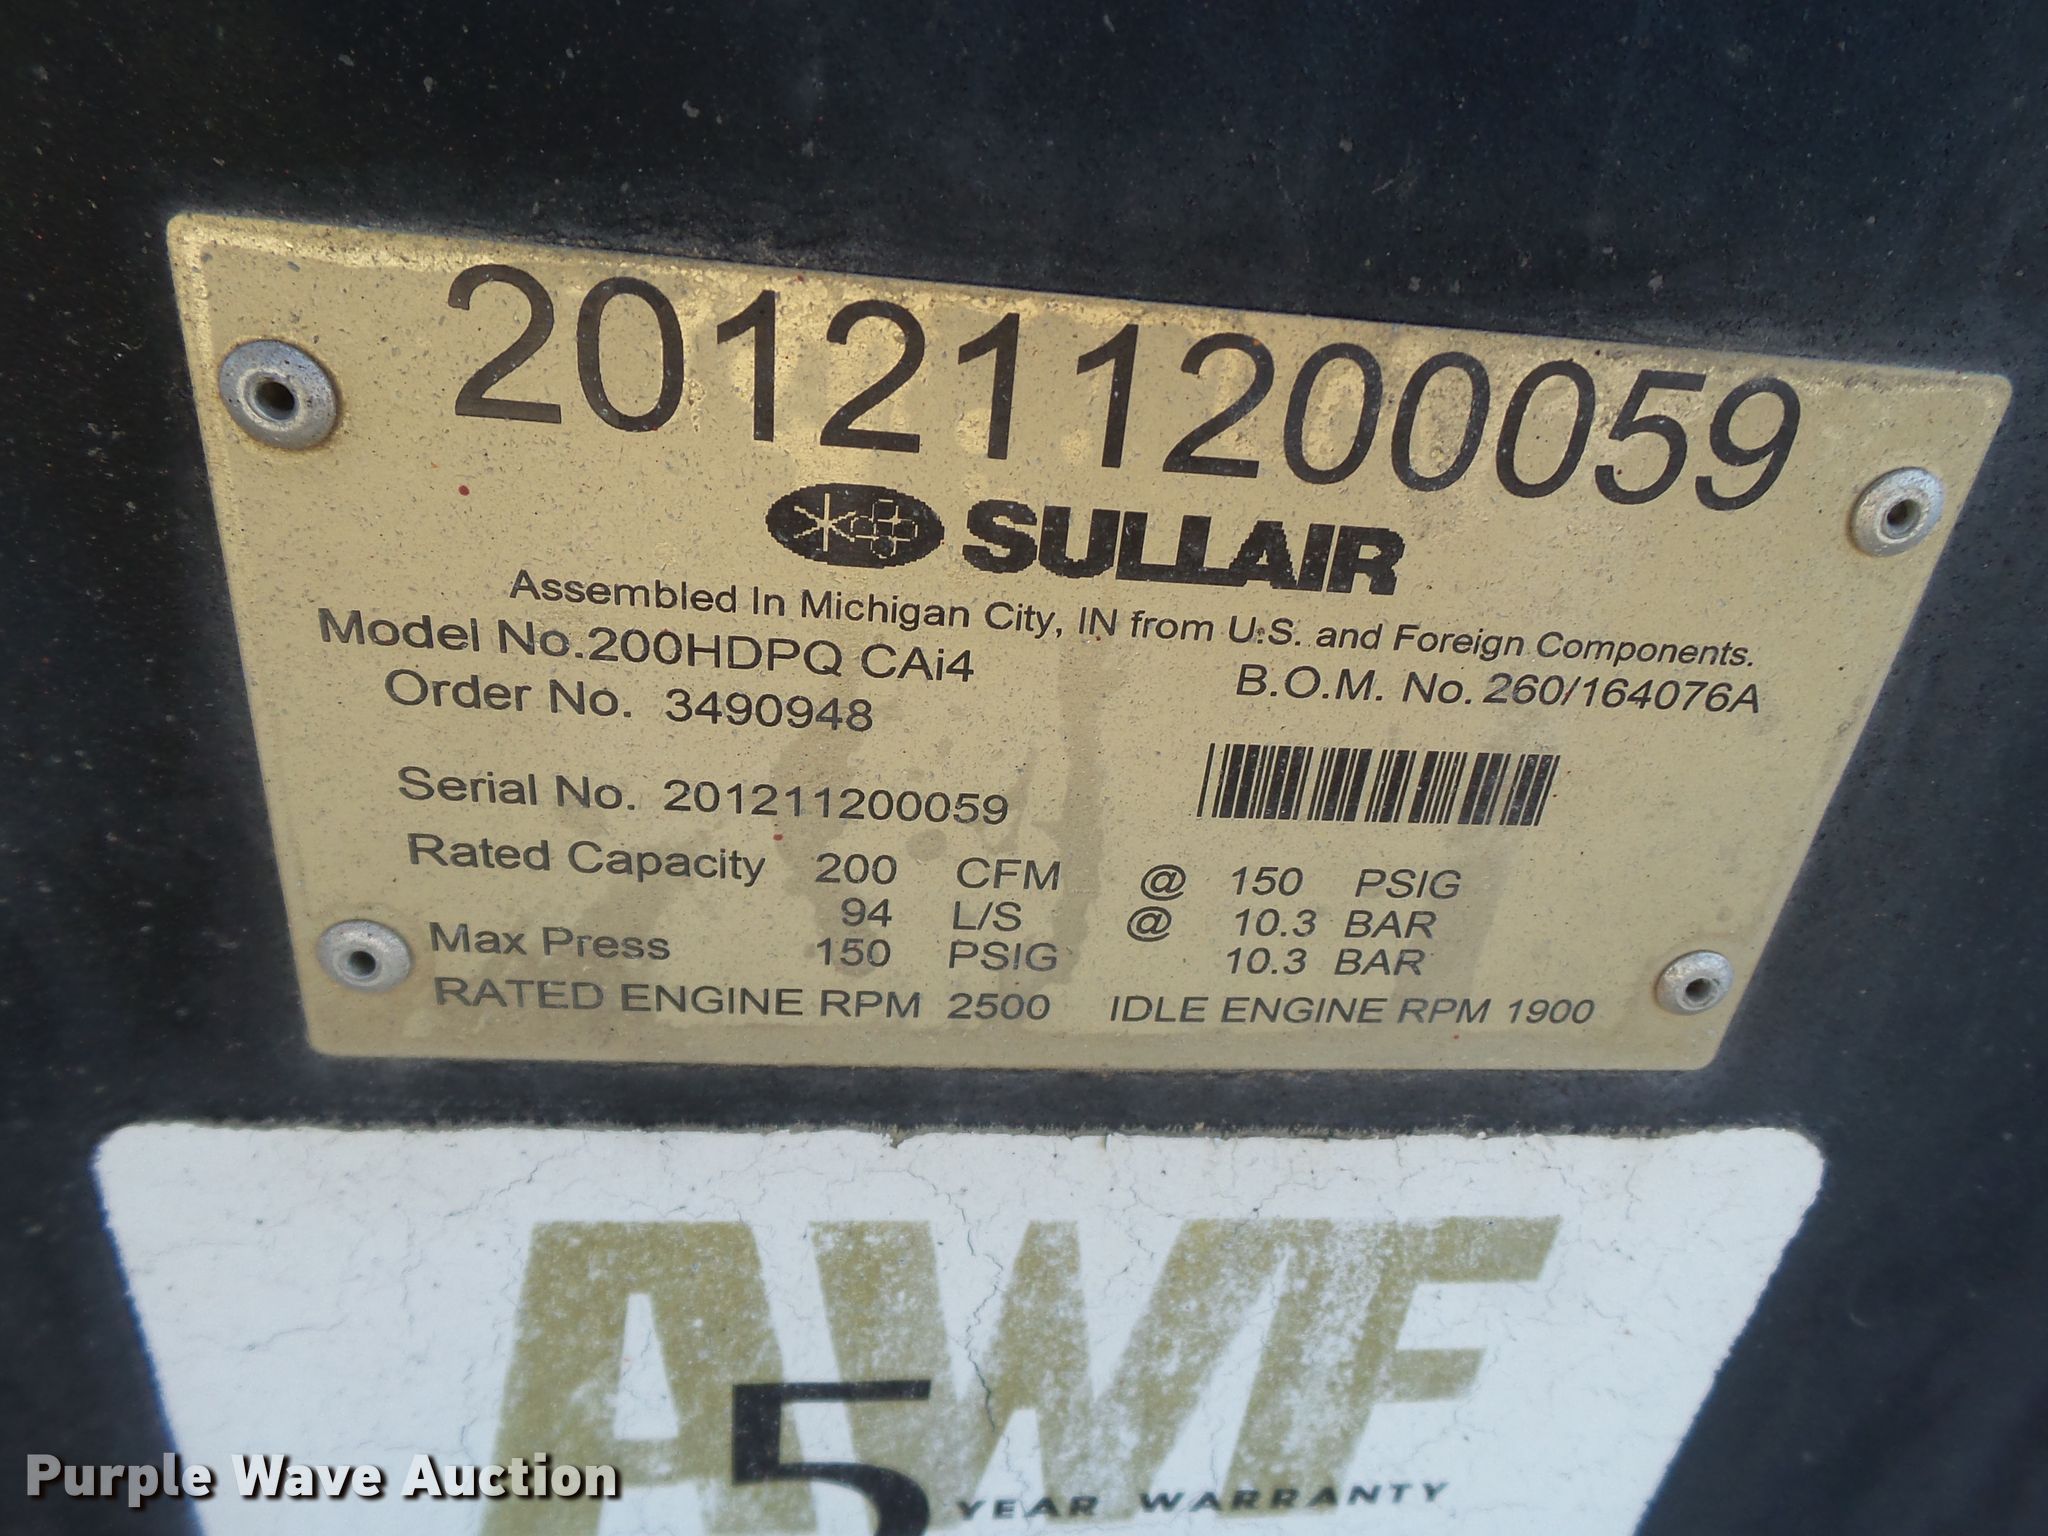 201211200059
SULLAIR
Assembled In Michigan City, IN from U.S. and Foreign Components.
Model No.200HDPQ CAi4
B.O.M. No. 260/164076A
Order No. 3490948
Serial No. 201211200059
Rated Capacity 200 CFM @ 150 PSIG
94 L/S @ 10.3 BAR
Max Press 150 PSIG 10.3 BAR
RATED ENGINE RPM 2500 IDLE ENGINE RPM 1900
AWF
5 YEAR WARRANTY
Purple Wave Auction